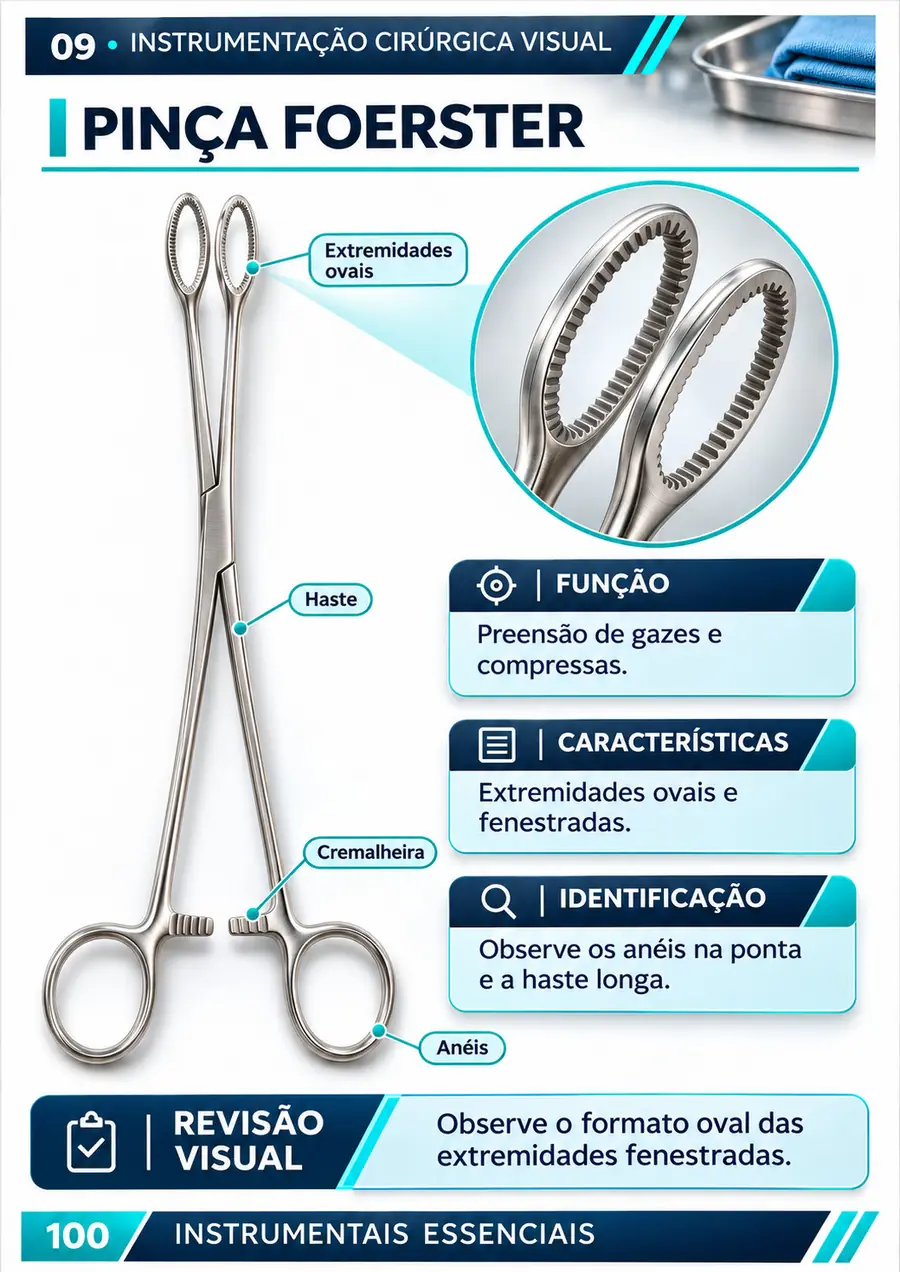 09 • INSTRUMENTAÇÃO CIRÚRGICA VISUAL
PINÇA FOERSTER
Extremidades
ovais
Haste
Cremalheira
Anéis
FUNÇÃO
Preensão de gazes e
compressas.
CARACTERÍSTICAS
Extremidades ovais e
fenestradas.
IDENTIFICAÇÃO
Observe os anéis na ponta
e a haste longa.
REVISÃO
VISUAL
Observe o formato oval das
extremidades fenestradas.
100 INSTRUMENTAIS ESSENCIAIS